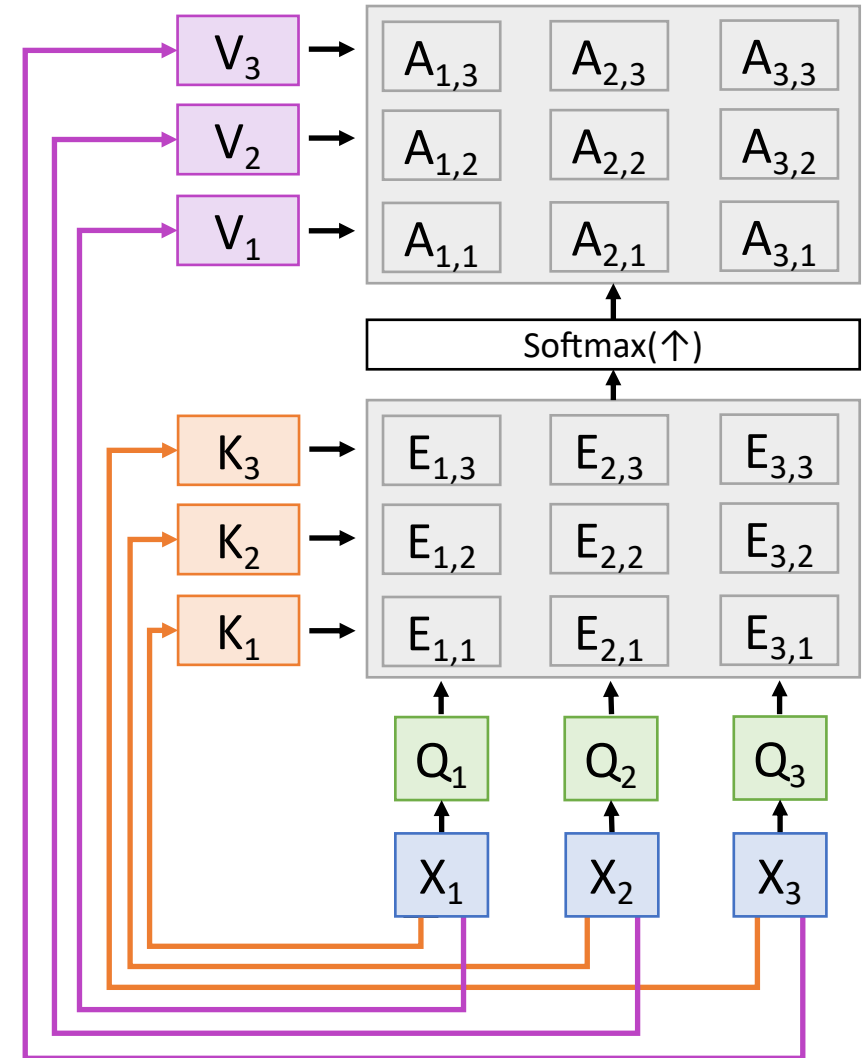 V₃ A₁,₃ A₂,₃ A₃,₃
V₂ A₁,₂ A₂,₂ A₃,₂
V₁ A₁,₁ A₂,₁ A₃,₁
Softmax(↑)
K₃ E₁,₃ E₂,₃ E₃,₃
K₂ E₁,₂ E₂,₂ E₃,₂
K₁ E₁,₁ E₂,₁ E₃,₁
Q₁ Q₂ Q₃
X₁ X₂ X₃